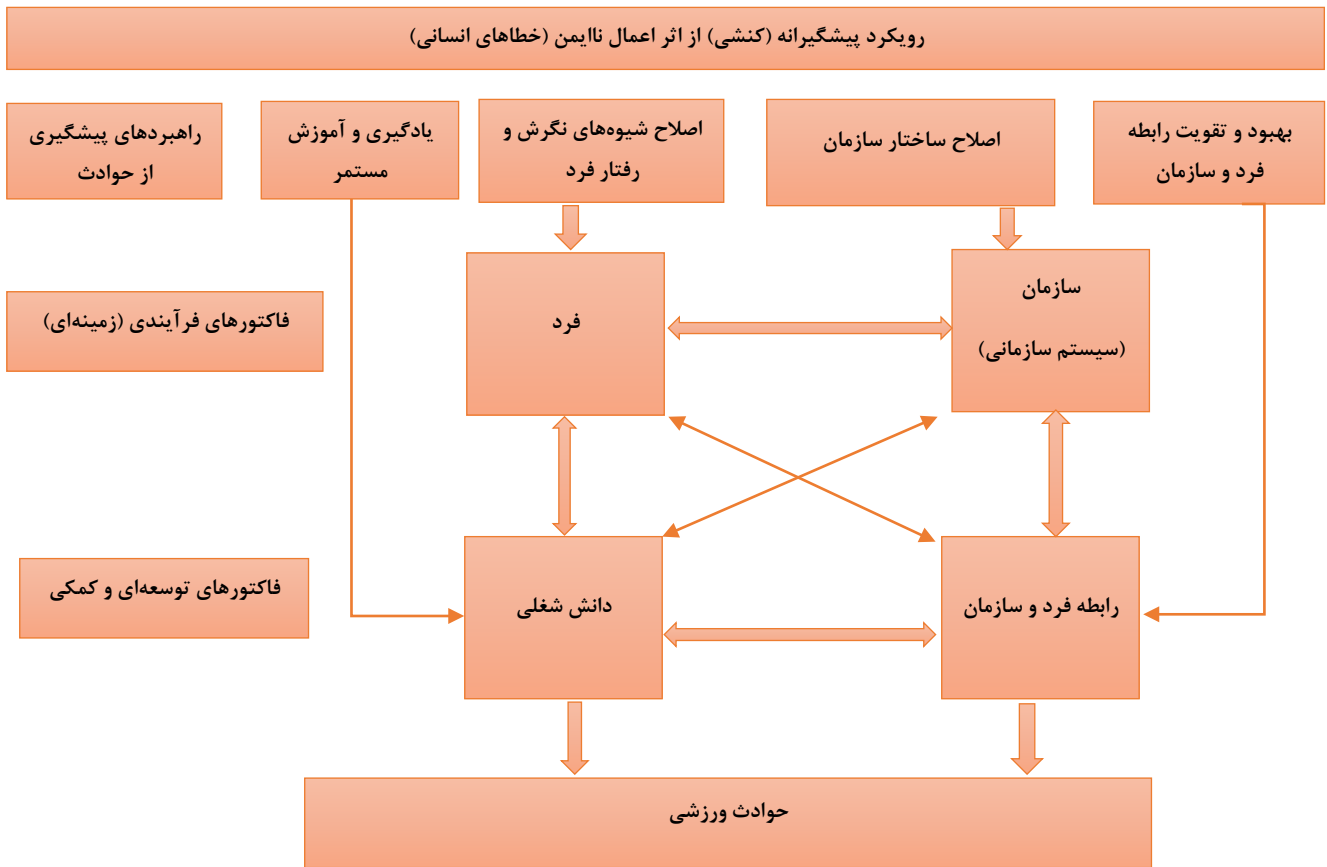 رویکرد پیشگیرانه (کنشی) از اثر اعمال ناایمن (خطاهای انسانی)
بهبود و تقویت رابطه
فرد و سازمان
اصلاح ساختار سازمان
اصلاح شیوه‌های نگرش و
رفتار فرد
یادگیری و آموزش
مستمر
راهبردهای پیشگیری
از حوادث
سازمان
(سیستم سازمانی)
فرد
فاکتورهای فرآیندی (زمینه‌ای)
رابطه فرد و سازمان
دانش شغلی
فاکتورهای توسعه‌ای و کمکی
حوادث ورزشی